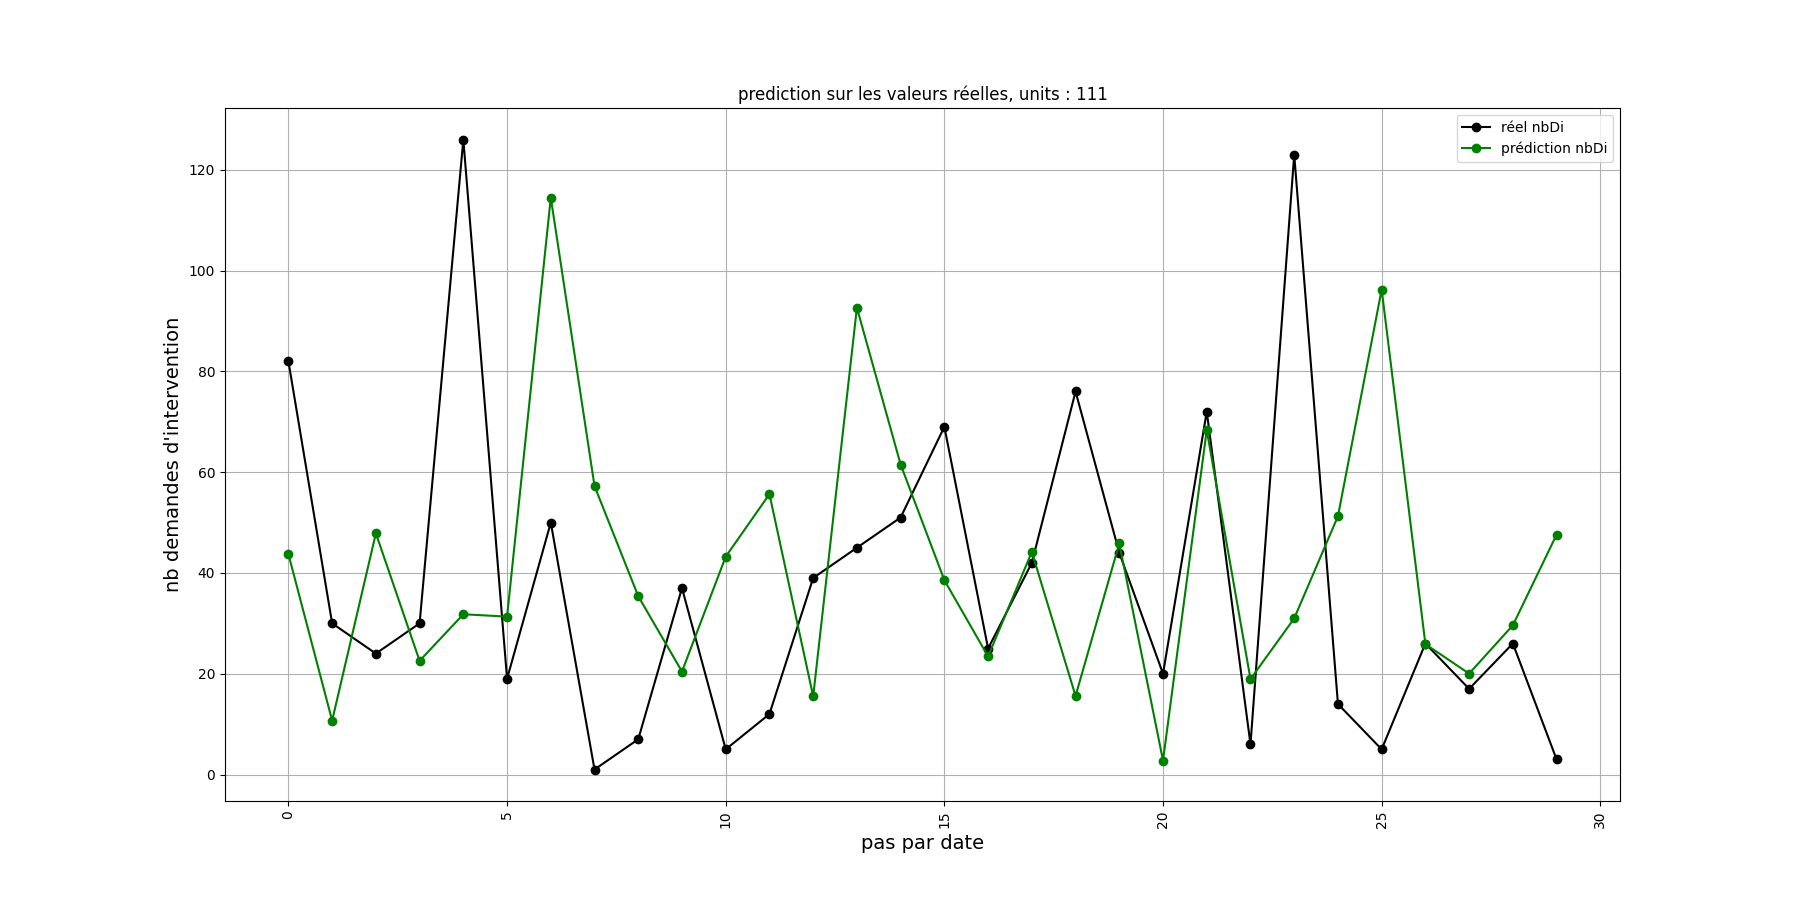 prediction sur les valeurs réelles, units : 111
réel nbDi
prédiction nbDi
nb demandes d'intervention
120
100
80
60
40
20
0
0 5 10 15 20 25 30
pas par date